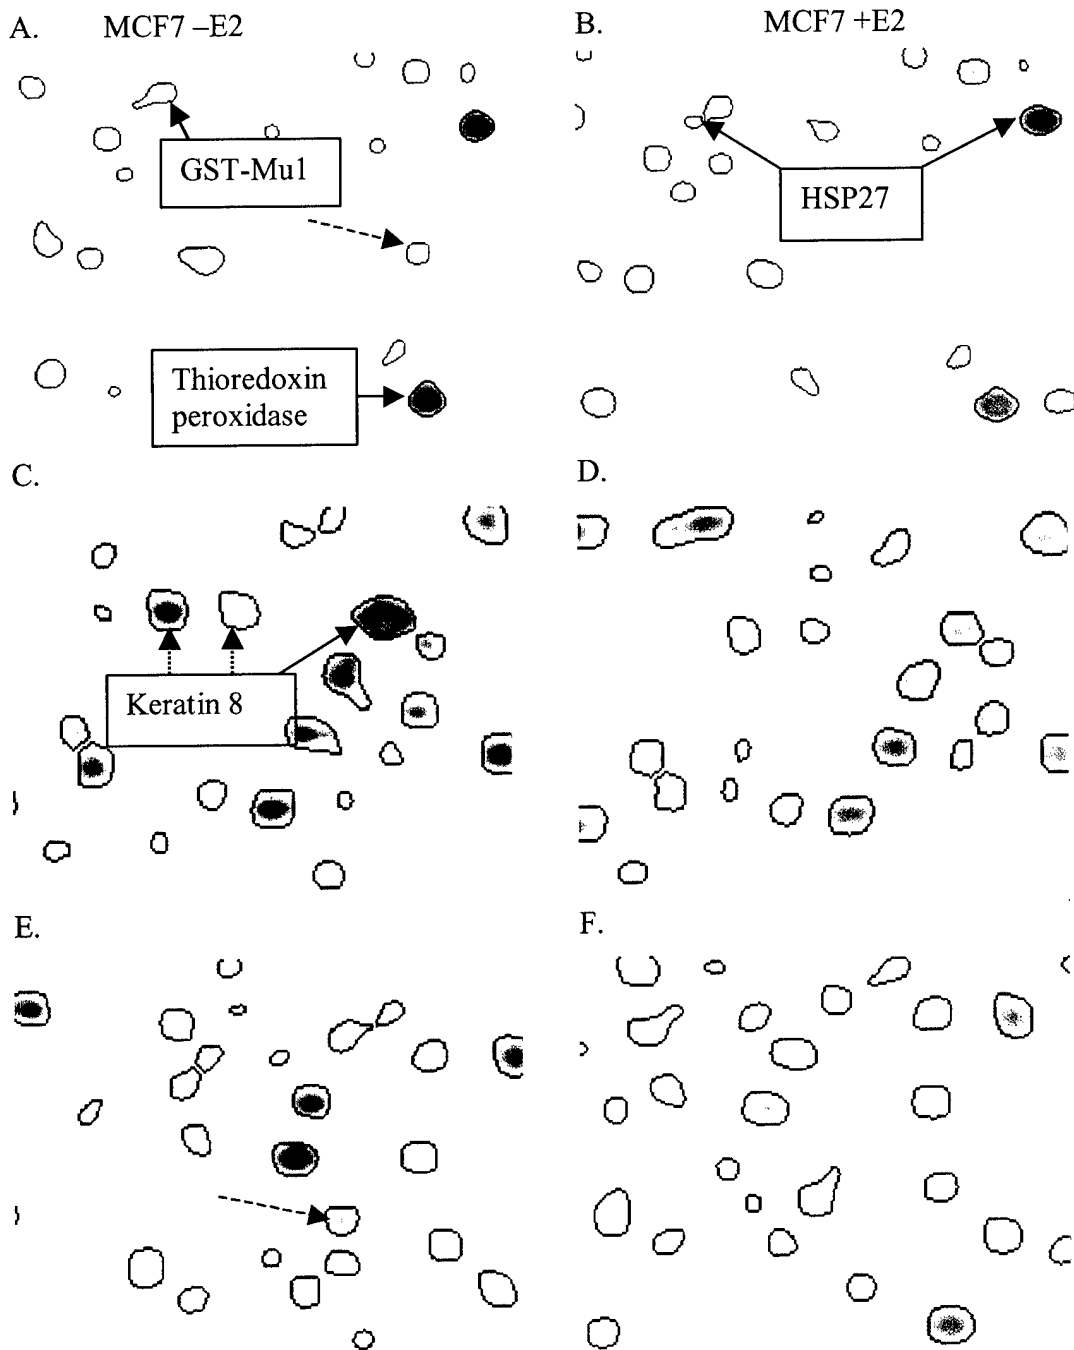 A.
MCF7 –E2
B.
MCF7 +E2
GST-Mu1
HSP27
Thioredoxin
peroxidase
C.
D.
Keratin 8
E.
F.